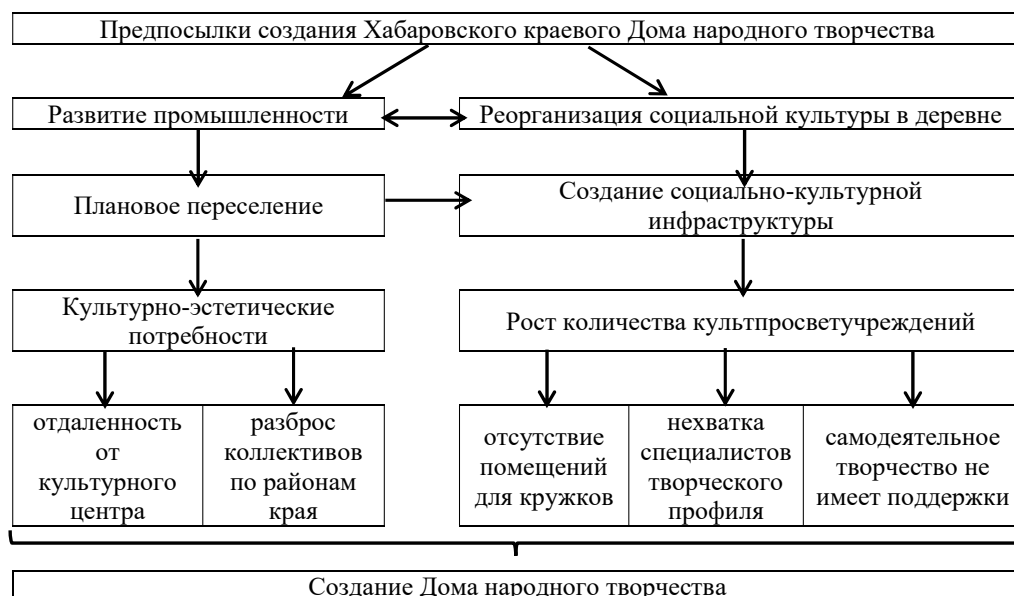 Предпосылки создания Хабаровского краевого Дома народного творчества
Развитие промышленности
Реорганизация социальной культуры в деревне
Плановое переселение
Создание социально-культурной
инфраструктуры
Культурно-эстетические
потребности
Рост количества культпросветучреждений
отдаленность
от
культурного
центра
разброс
коллективов
по районам
края
отсутствие
помещений
для кружков
нехватка
специалистов
творческого
профиля
самодеятельное
творчество не
имеет поддержки
Создание Дома народного творчества